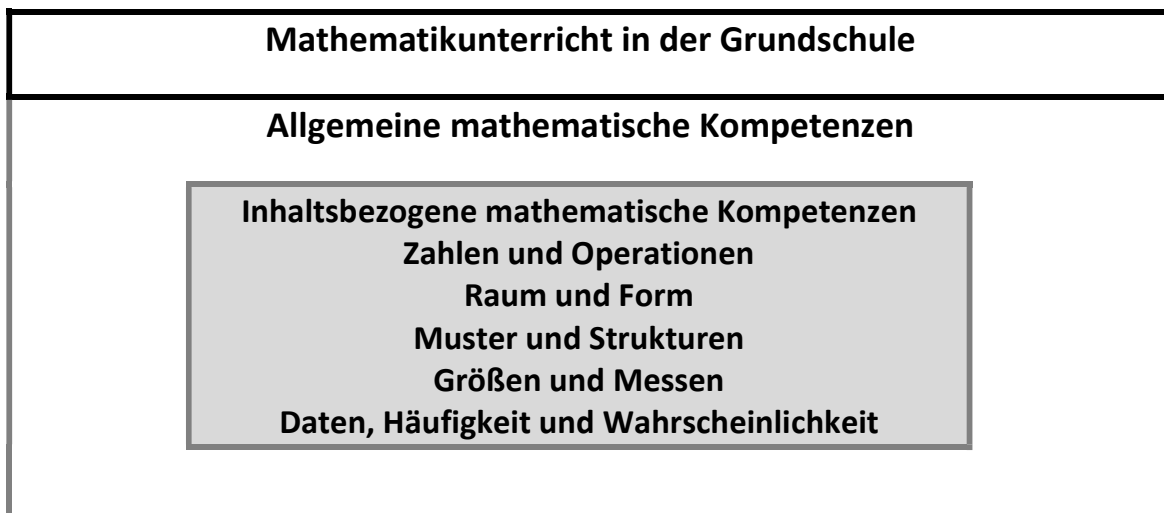 Mathematikunterricht in der Grundschule
Allgemeine mathematische Kompetenzen
Inhaltsbezogene mathematische Kompetenzen
Zahlen und Operationen
Raum und Form
Muster und Strukturen
Größen und Messen
Daten, Häufigkeit und Wahrscheinlichkeit